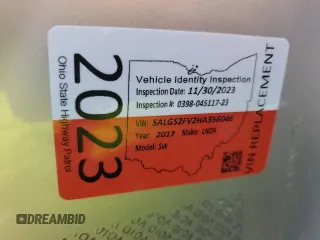 2023
Ohio State Highway Patrol
Vehicle Identity Inspection
Inspection Date: 11/30/2023
Inspection #: 0398-045117-23
VIN: SALGS2FV2HA356046
Year: 2017 Make: LNDR
Model: SW
VIN REPLACEMENT
DREAMBID